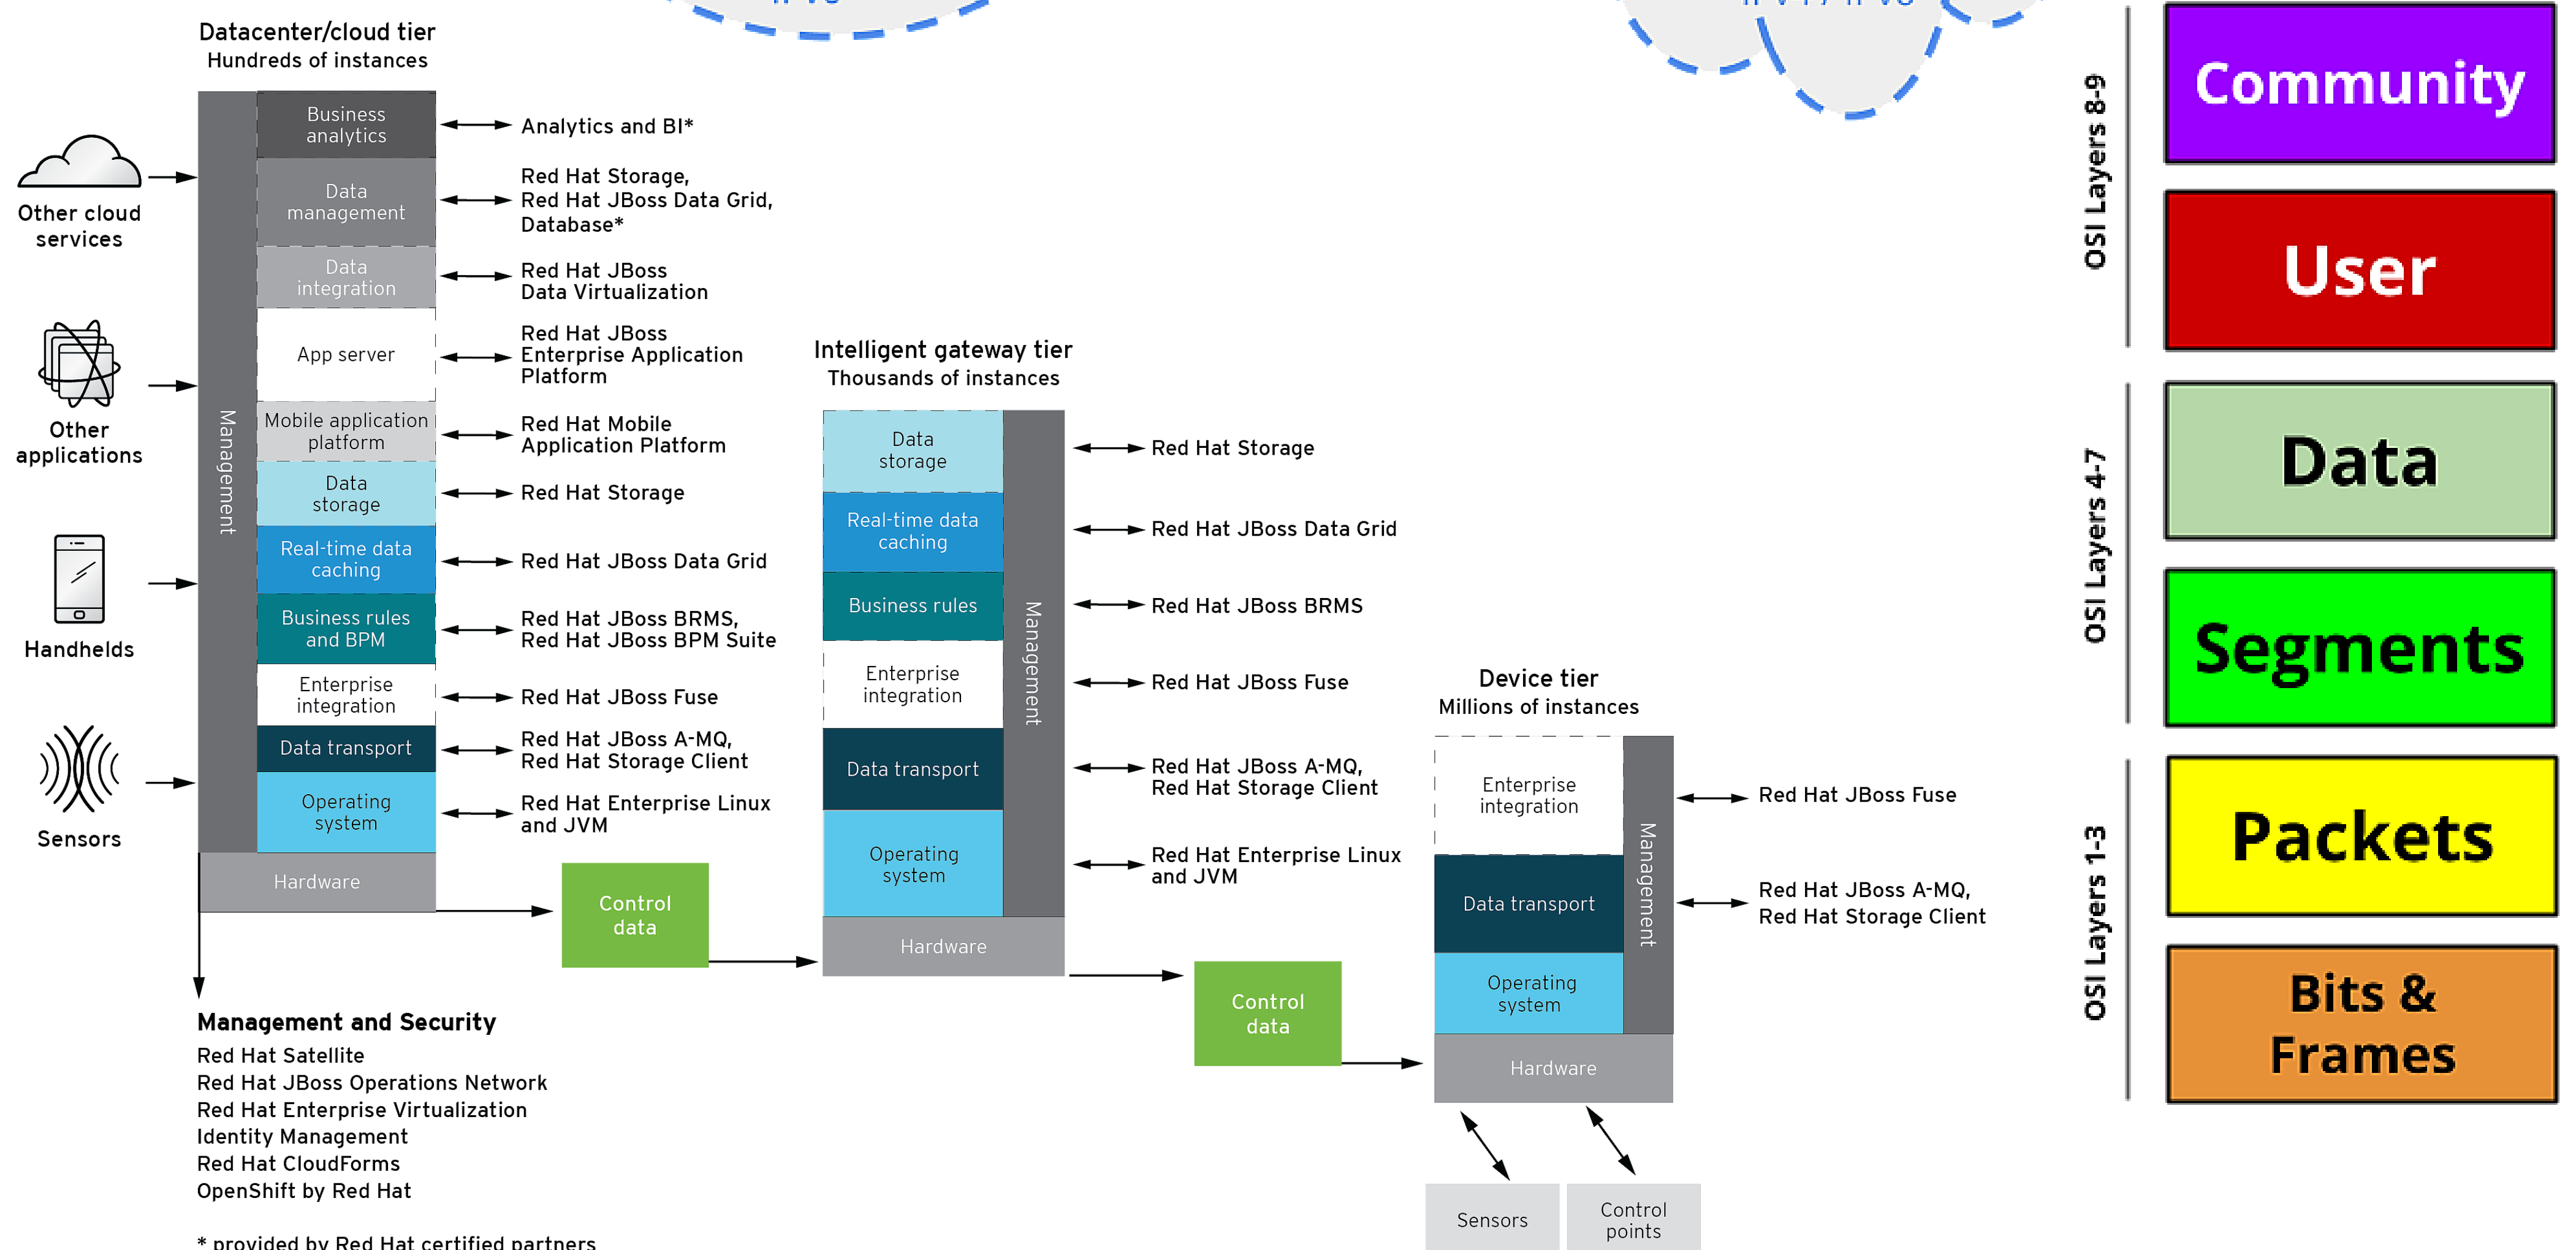 Datacenter/cloud tier
Hundreds of instances
Other cloud
services
Other
applications
Handhelds
Sensors
Management
Business
analytics
Data
management
Data
integration
App server
Mobile application
platform
Data
storage
Real-time data
caching
Business rules
and BPM
Enterprise
integration
Data transport
Operating
system
Hardware
Analytics and BI*
Red Hat Storage,
Red Hat JBoss Data Grid,
Database*
Red Hat JBoss
Data Virtualization
Red Hat JBoss
Enterprise Application
Platform
Red Hat Mobile
Application Platform
Red Hat Storage
Red Hat JBoss Data Grid
Red Hat JBoss BRMS,
Red Hat JBoss BPM Suite
Red Hat JBoss Fuse
Red Hat JBoss A-MQ,
Red Hat Storage Client
Red Hat Enterprise Linux
and JVM
Control
data
Management and Security
Red Hat Satellite
Red Hat JBoss Operations Network
Red Hat Enterprise Virtualization
Identity Management
Red Hat CloudForms
OpenShift by Red Hat
* provided by Red Hat certified partners
Intelligent gateway tier
Thousands of instances
Data
storage
Real-time data
caching
Business rules
Enterprise
integration
Data transport
Operating
system
Management
Hardware
Red Hat Storage
Red Hat JBoss Data Grid
Red Hat JBoss BRMS
Red Hat JBoss Fuse
Red Hat JBoss A-MQ,
Red Hat Storage Client
Red Hat Enterprise Linux
and JVM
Control
data
Device tier
Millions of instances
Enterprise
integration
Data transport
Operating
system
Management
Hardware
Red Hat JBoss Fuse
Red Hat JBoss A-MQ,
Red Hat Storage Client
Sensors
Control
points
OSI Layers 8-9
Community
User
OSI Layers 4-7
Data
Segments
OSI Layers 1-3
Packets
Bits &
Frames